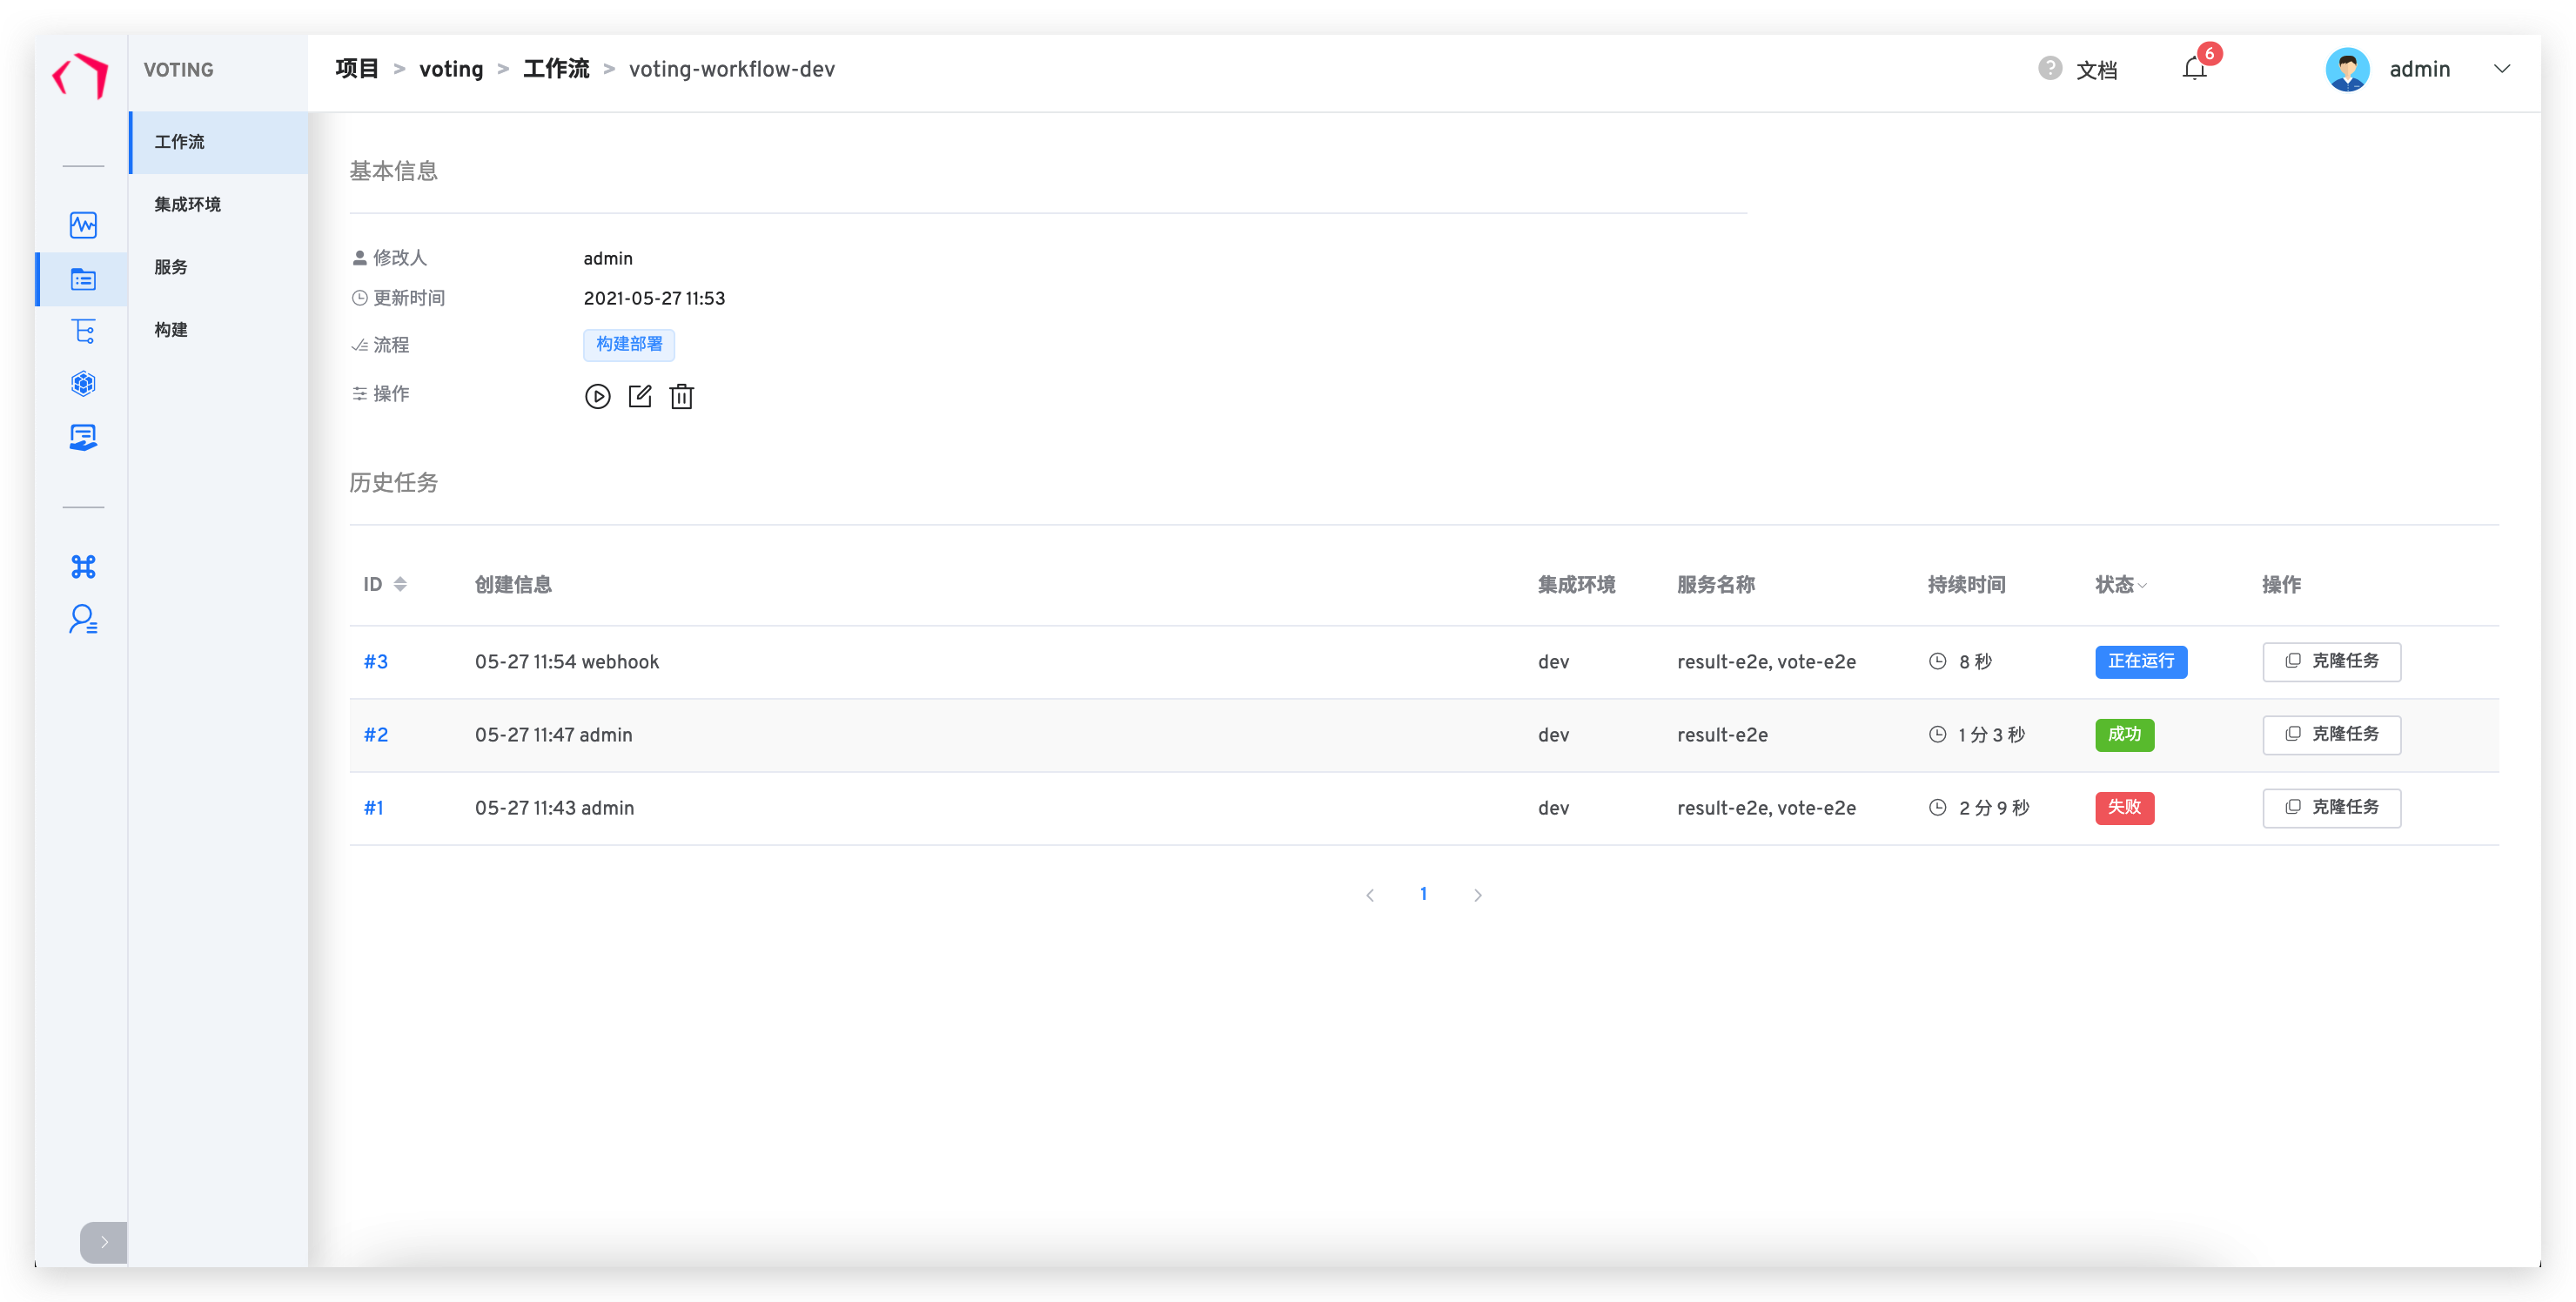 VOTING
项目 > voting > 工作流 > voting-workflow-dev
? 文档
6
admin
工作流
集成环境
服务
构建
基本信息
修改人 admin
更新时间 2021-05-27 11:53
流程 构建部署
操作
历史任务
ID 创建信息 集成环境 服务名称 持续时间 状态 操作
#3 05-27 11:54 webhook dev result-e2e, vote-e2e 8 秒 正在运行 克隆任务
#2 05-27 11:47 admin dev result-e2e 1 分 3 秒 成功 克隆任务
#1 05-27 11:43 admin dev result-e2e, vote-e2e 2 分 9 秒 失败 克隆任务
1